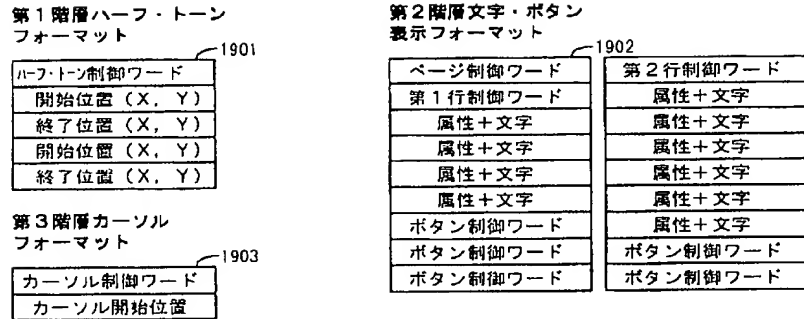 第1階層ハーフ・トーン
フォーマット
1901
ハーフ・トーン制御ワード
開始位置(X, Y)
終了位置(X, Y)
開始位置(X, Y)
終了位置(X, Y)
第3階層カーソル
フォーマット
1903
カーソル制御ワード
カーソル開始位置
第2階層文字・ボタン
表示フォーマット
1902
ページ制御ワード
第1行制御ワード
属性+文字
属性+文字
属性+文字
属性+文字
ボタン制御ワード
ボタン制御ワード
ボタン制御ワード
第2行制御ワード
属性+文字
属性+文字
属性+文字
属性+文字
属性+文字
属性+文字
ボタン制御ワード
ボタン制御ワード